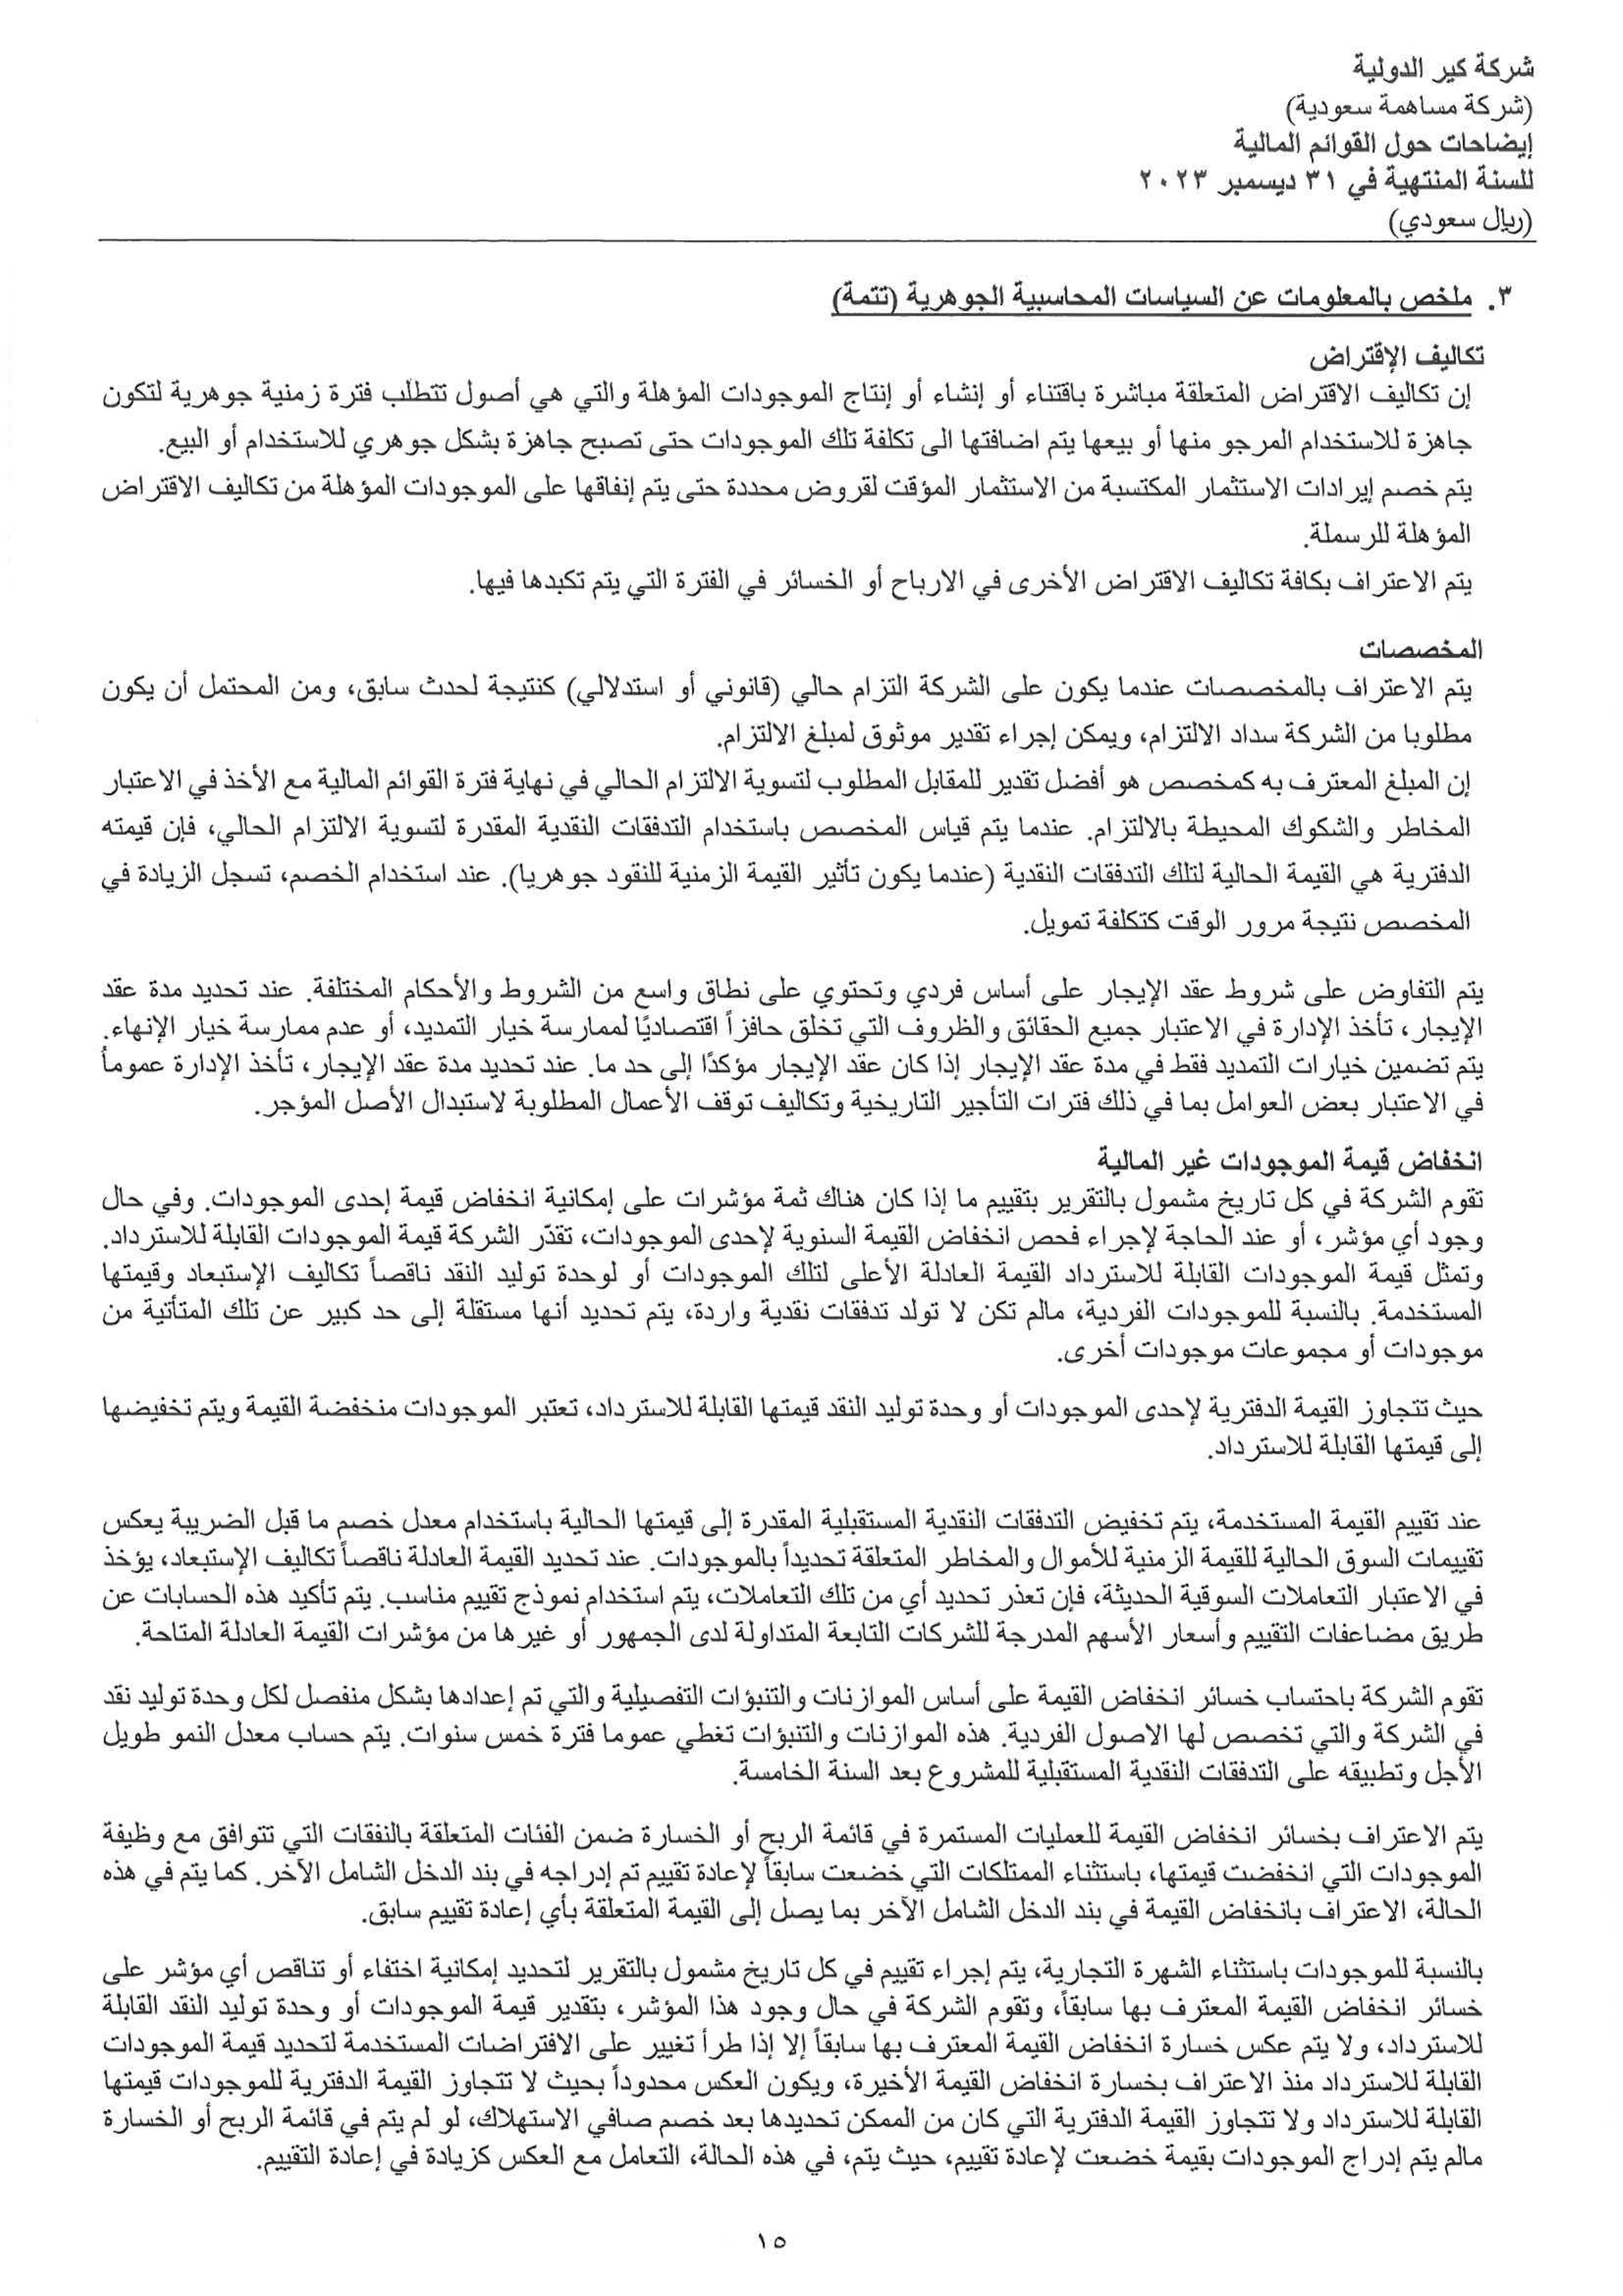 شركة كير الدولية
(شركة مساهمة سعودية)
إيضاحات حول القوائم المالية
للسنة المنتهية في ٣١ ديسمبر ٢٠٢٣
(ريال سعودي)
٣. ملخص بالمعلومات عن السياسات المحاسبية الجوهرية (تتمة)
تكاليف الإقتراض
إن تكاليف الاقتراض المتعلقة مباشرة باقتناء أو إنشاء أو إنتاج الموجودات المؤهلة والتي هي أصول تتطلب فترة زمنية جوهرية لتكون
جاهزة للاستخدام المرجو منها أو بيعها يتم اضافتها الى تكلفة تلك الموجودات حتى تصبح جاهزة بشكل جوهري للاستخدام أو البيع.
يتم خصم إيرادات الاستثمار المكتسبة من الاستثمار المؤقت لقروض محددة حتى يتم إنفاقها على الموجودات المؤهلة من تكاليف الاقتراض
المؤهلة للرسملة.
يتم الاعتراف بكافة تكاليف الاقتراض الأخرى في الارباح أو الخسائر في الفترة التي يتم تكبدها فيها.
المخصصات
يتم الاعتراف بالمخصصات عندما يكون على الشركة التزام حالي (قانوني أو استدلالي) كنتيجة لحدث سابق، ومن المحتمل أن يكون
مطلوبا من الشركة سداد الالتزام، ويمكن إجراء تقدير موثوق لمبلغ الالتزام.
إن المبلغ المعترف به كمخصص هو أفضل تقدير للمقابل المطلوب لتسوية الالتزام الحالي في نهاية فترة القوائم المالية مع الأخذ في الاعتبار
المخاطر والشكوك المحيطة بالالتزام. عندما يتم قياس المخصص باستخدام التدفقات النقدية المقدرة لتسوية الالتزام الحالي، فإن قيمته
الدفترية هي القيمة الحالية لتلك التدفقات النقدية (عندما يكون تأثير القيمة الزمنية للنقود جوهريا). عند استخدام الخصم، تسجل الزيادة في
المخصص نتيجة مرور الوقت كتكلفة تمويل.
يتم التفاوض على شروط عقد الإيجار على أساس فردي وتحتوي على نطاق واسع من الشروط والأحكام المختلفة. عند تحديد مدة عقد
الإيجار، تأخذ الإدارة في الاعتبار جميع الحقائق والظروف التي تخلق حافزاً اقتصاديًا لممارسة خيار التمديد، أو عدم ممارسة خيار الإنهاء.
يتم تضمين خيارات التمديد فقط في مدة عقد الإيجار إذا كان عقد الإيجار مؤكدًا إلى حد ما. عند تحديد مدة عقد الإيجار، تأخذ الإدارة عموماً
في الاعتبار بعض العوامل بما في ذلك فترات التأجير التاريخية وتكاليف توقف الأعمال المطلوبة لاستبدال الأصل المؤجر.
انخفاض قيمة الموجودات غير المالية
تقوم الشركة في كل تاريخ مشمول بالتقرير بتقييم ما إذا كان هناك ثمة مؤشرات على إمكانية انخفاض قيمة إحدى الموجودات. وفي حال
وجود أي مؤشر، أو عند الحاجة لإجراء فحص انخفاض القيمة السنوية لإحدى الموجودات، تقدّر الشركة قيمة الموجودات القابلة للاسترداد.
وتمثل قيمة الموجودات القابلة للاسترداد القيمة العادلة الأعلى لتلك الموجودات أو لوحدة توليد النقد ناقصاً تكاليف الإستبعاد وقيمتها
المستخدمة. بالنسبة للموجودات الفردية، مالم تكن لا تولد تدفقات نقدية واردة، يتم تحديد أنها مستقلة إلى حد كبير عن تلك المتأتية من
موجودات أو مجموعات موجودات أخرى.
حيث تتجاوز القيمة الدفترية لإحدى الموجودات أو وحدة توليد النقد قيمتها القابلة للاسترداد، تعتبر الموجودات منخفضة القيمة ويتم تخفيضها
إلى قيمتها القابلة للاسترداد.
عند تقييم القيمة المستخدمة، يتم تخفيض التدفقات النقدية المستقبلية المقدرة إلى قيمتها الحالية باستخدام معدل خصم ما قبل الضريبة يعكس
تقييمات السوق الحالية للقيمة الزمنية للأموال والمخاطر المتعلقة تحديداً بالموجودات. عند تحديد القيمة العادلة ناقصاً تكاليف الإستبعاد، يؤخذ
في الاعتبار التعاملات السوقية الحديثة، فإن تعذر تحديد أي من تلك التعاملات، يتم استخدام نموذج تقييم مناسب. يتم تأكيد هذه الحسابات عن
طريق مضاعفات التقييم وأسعار الأسهم المدرجة للشركات التابعة المتداولة لدى الجمهور أو غيرها من مؤشرات القيمة العادلة المتاحة.
تقوم الشركة باحتساب خسائر انخفاض القيمة على أساس الموازنات والتنبؤات التفصيلية والتي تم إعدادها بشكل منفصل لكل وحدة توليد نقد
في الشركة والتي تخصص لها الاصول الفردية. هذه الموازنات والتنبؤات تغطي عموما فترة خمس سنوات. يتم حساب معدل النمو طويل
الأجل وتطبيقه على التدفقات النقدية المستقبلية للمشروع بعد السنة الخامسة.
يتم الاعتراف بخسائر انخفاض القيمة للعمليات المستمرة في قائمة الربح أو الخسارة ضمن الفئات المتعلقة بالنفقات التي تتوافق مع وظيفة
الموجودات التي انخفضت قيمتها، باستثناء الممتلكات التي خضعت سابقاً لإعادة تقييم تم إدراجه في بند الدخل الشامل الآخر. كما يتم في هذه
الحالة، الاعتراف بانخفاض القيمة في بند الدخل الشامل الآخر بما يصل إلى القيمة المتعلقة بأي إعادة تقييم سابق.
بالنسبة للموجودات باستثناء الشهرة التجارية، يتم إجراء تقييم في كل تاريخ مشمول بالتقرير لتحديد إمكانية اختفاء أو تناقص أي مؤشر على
خسائر انخفاض القيمة المعترف بها سابقاً، وتقوم الشركة في حال وجود هذا المؤشر، بتقدير قيمة الموجودات أو وحدة توليد النقد القابلة
للاسترداد، ولا يتم عكس خسارة انخفاض القيمة المعترف بها سابقاً إلا إذا طرأ تغيير على الافتراضات المستخدمة لتحديد قيمة الموجودات
القابلة للاسترداد منذ الاعتراف بخسارة انخفاض القيمة الأخيرة، ويكون العكس محدوداً بحيث لا تتجاوز القيمة الدفترية للموجودات قيمتها
القابلة للاسترداد ولا تتجاوز القيمة الدفترية التي كان من الممكن تحديدها بعد خصم صافي الاستهلاك، لو لم يتم في قائمة الربح أو الخسارة
مالم يتم إدراج الموجودات بقيمة خضعت لإعادة تقييم، حيث يتم، في هذه الحالة، التعامل مع العكس كزيادة في إعادة التقييم.
١٥